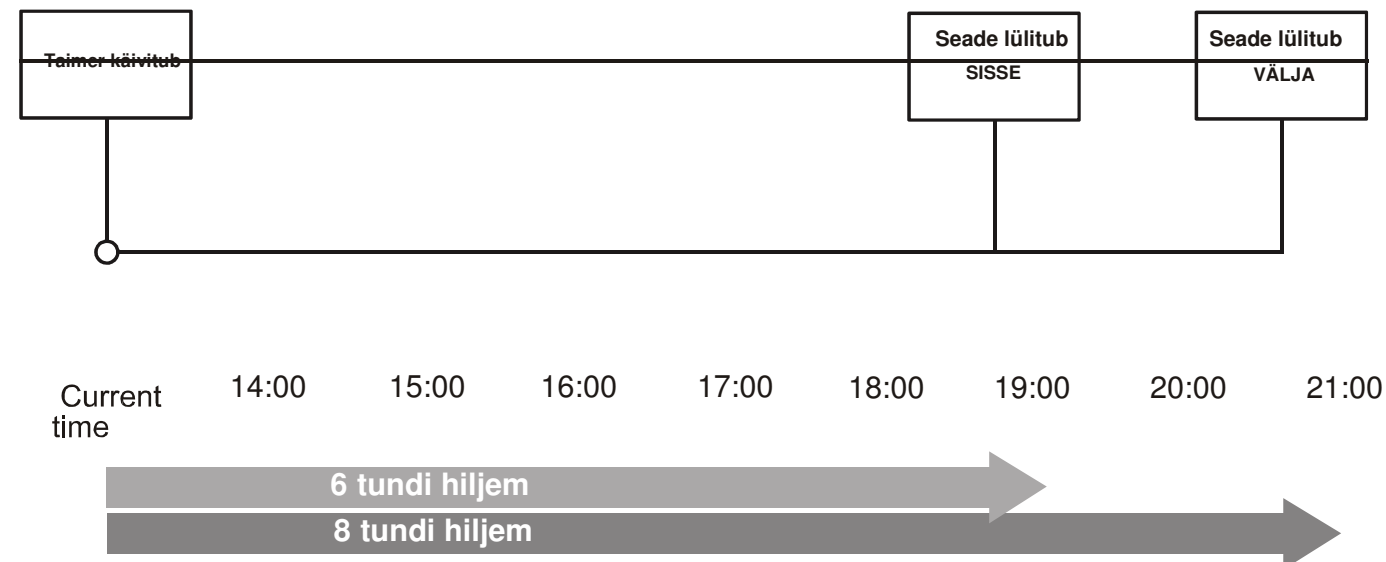 Taimer käivitub
Seade lülitub
SISSE
Seade lülitub
VÄLJA
Current
time
14:00 15:00 16:00 17:00 18:00 19:00 20:00 21:00
6 tundi hiljem
8 tundi hiljem